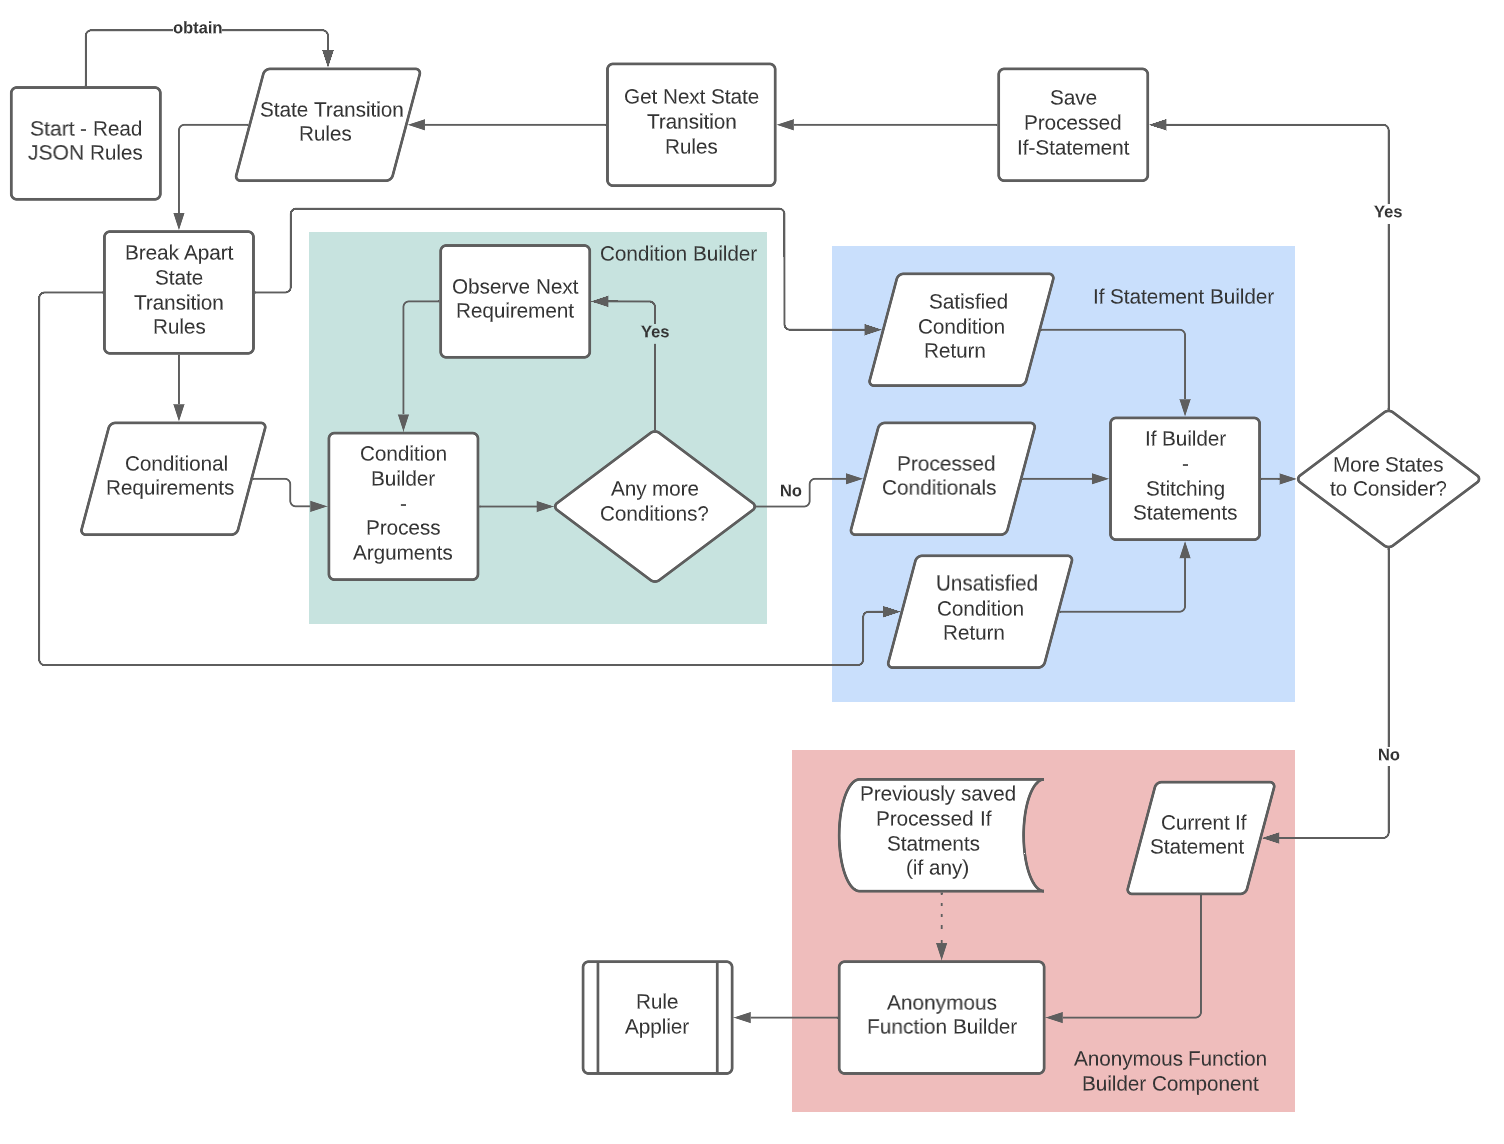 obtain
Start - Read
JSON Rules
State Transition
Rules
Get Next State
Transition
Rules
Save
Processed
If-Statement
Yes
Break Apart
State
Transition
Rules
Condition Builder
Observe Next
Requirement
Yes
Conditional
Requirements
Condition
Builder
-
Process
Arguments
Any more
Conditions?
No
If Statement Builder
Satisfied
Condition
Return
Processed
Conditionals
Unsatisfied
Condition
Return
If Builder
-
Stitching
Statements
More States
to Consider?
No
Previously saved
Processed If
Statments
(if any)
Current If
Statement
Rule
Applier
Anonymous
Function Builder
Anonymous Function
Builder Component